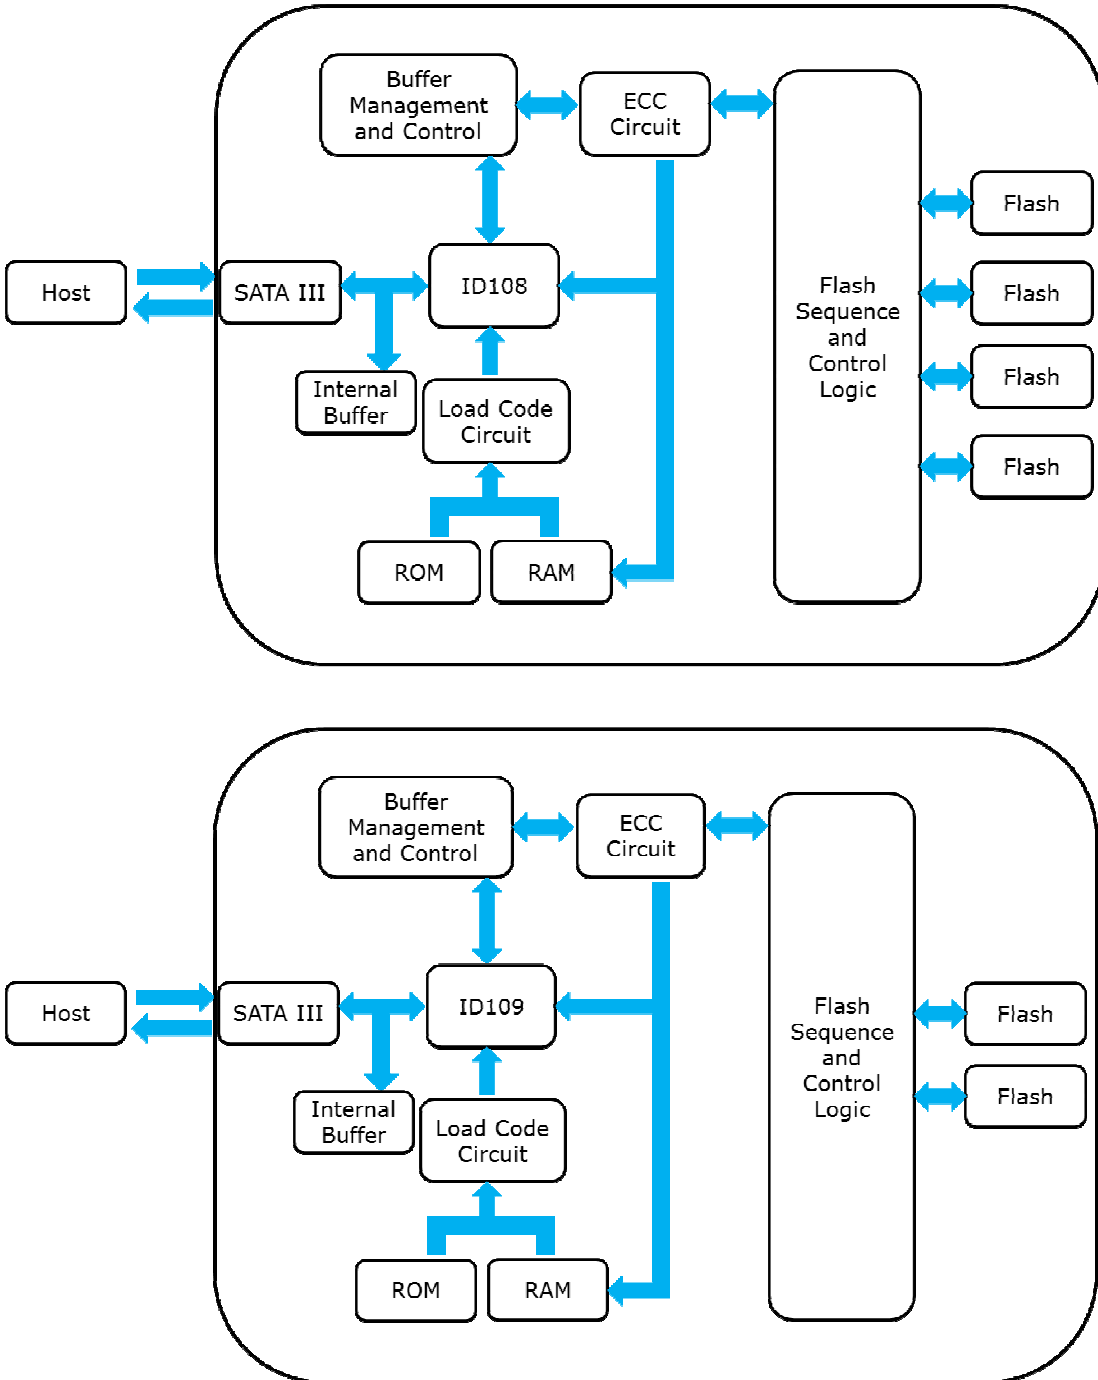 Buffer
Management
and Control
ECC
Circuit
Flash
Host
SATA III
ID108
Flash
Sequence
and
Control
Logic
Flash
Internal
Buffer
Load Code
Circuit
Flash
Flash
ROM
RAM
Buffer
Management
and Control
ECC
Circuit
Host
SATA III
ID109
Flash
Sequence
and
Control
Logic
Flash
Internal
Buffer
Load Code
Circuit
Flash
ROM
RAM